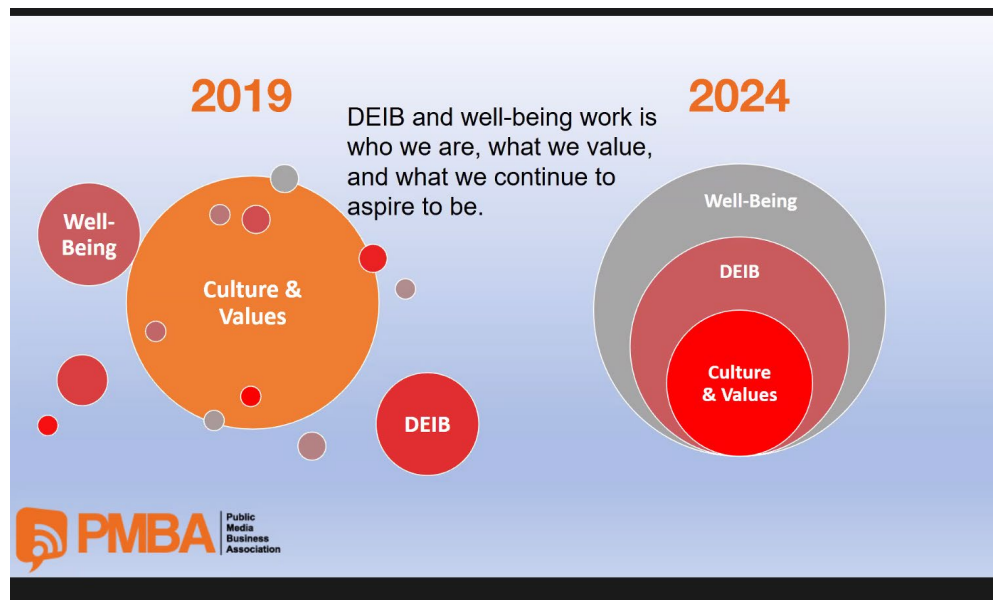 2019
DEIB and well-being work is
who we are, what we value,
and what we continue to
aspire to be.
2024
Well-
Being
Culture &
Values
DEIB
Well-Being
DEIB
Culture
& Values
PMBA
Public
Media
Business
Association